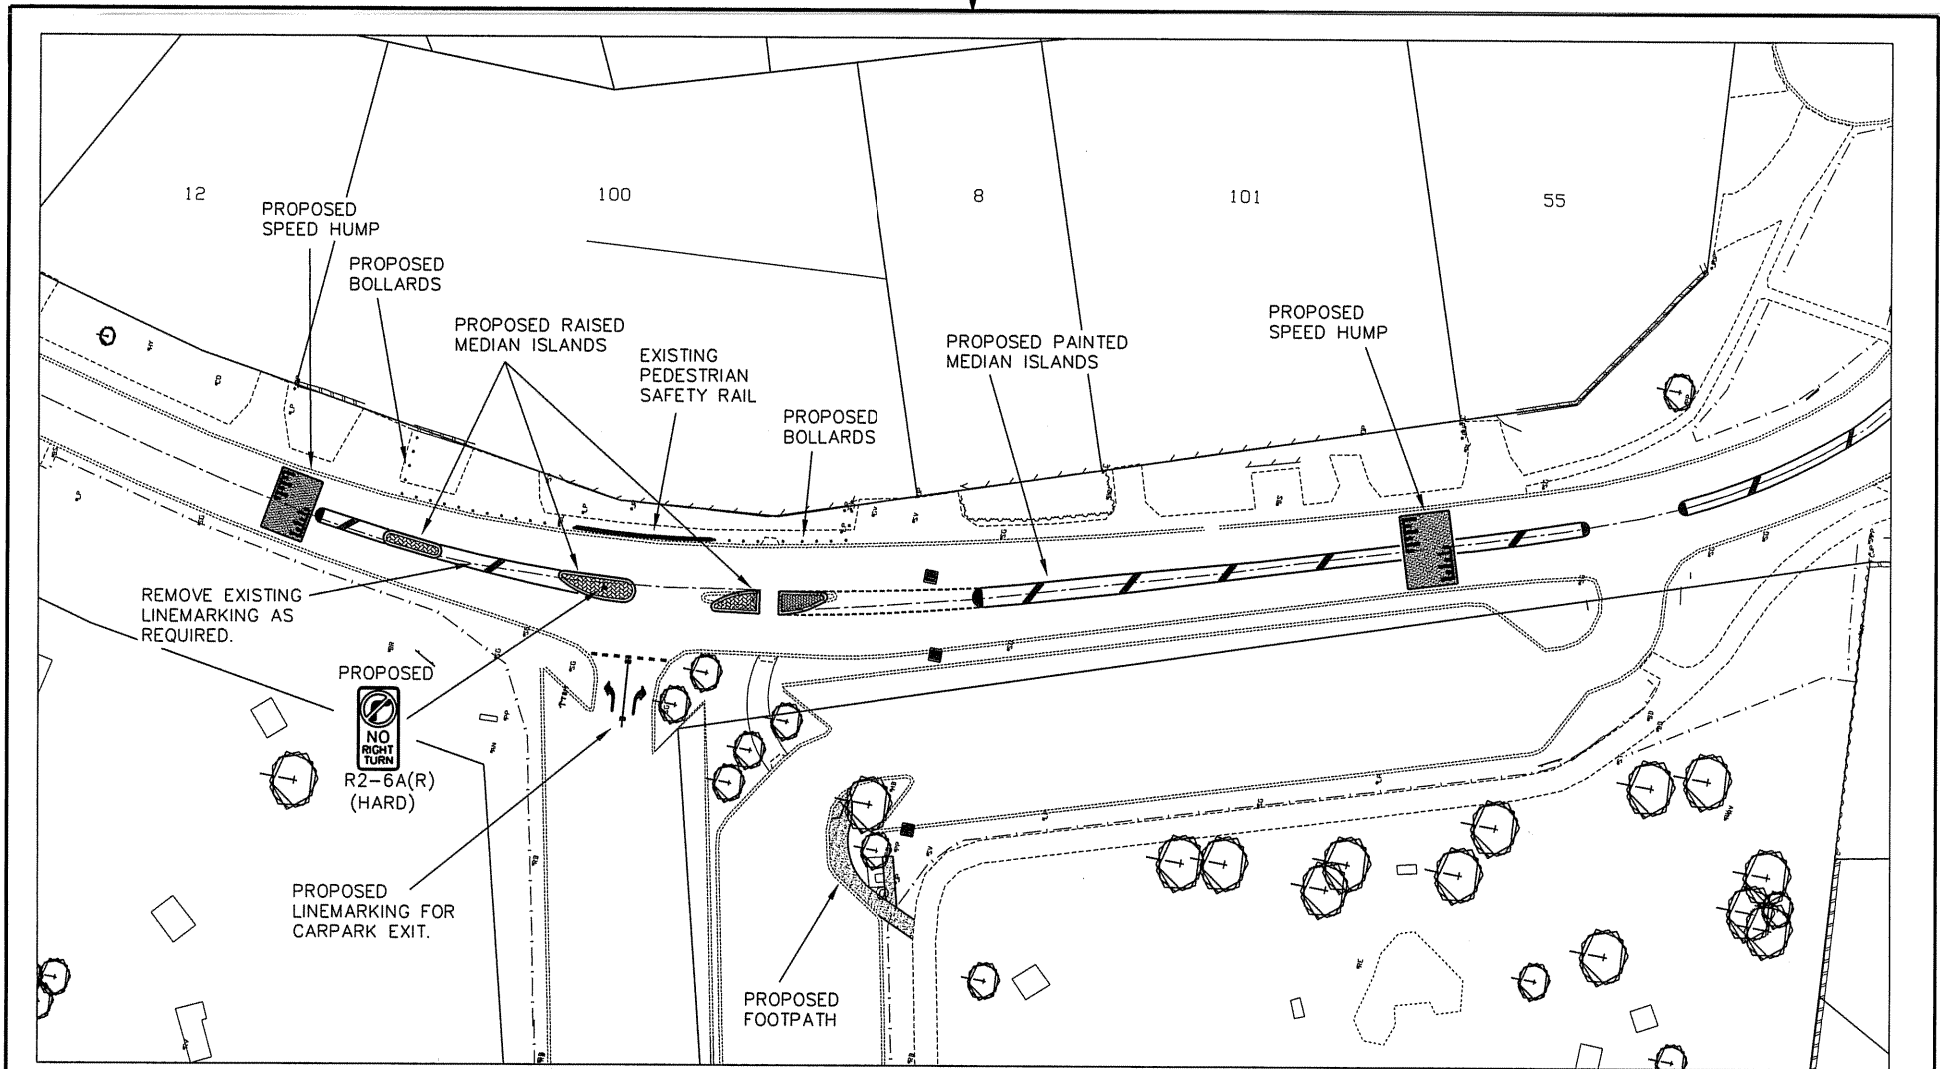 12
100
8
101
55
PROPOSED
SPEED HUMP
PROPOSED
BOLLARDS
PROPOSED RAISED
MEDIAN ISLANDS
EXISTING
PEDESTRIAN
SAFETY RAIL
PROPOSED
BOLLARDS
PROPOSED PAINTED
MEDIAN ISLANDS
PROPOSED
SPEED HUMP
REMOVE EXISTING
LINEMARKING AS
REQUIRED.
PROPOSED
NO
RIGHT
TURN
R2-6A(R)
(HARD)
PROPOSED
LINEMARKING FOR
CARPARK EXIT.
PROPOSED
FOOTPATH